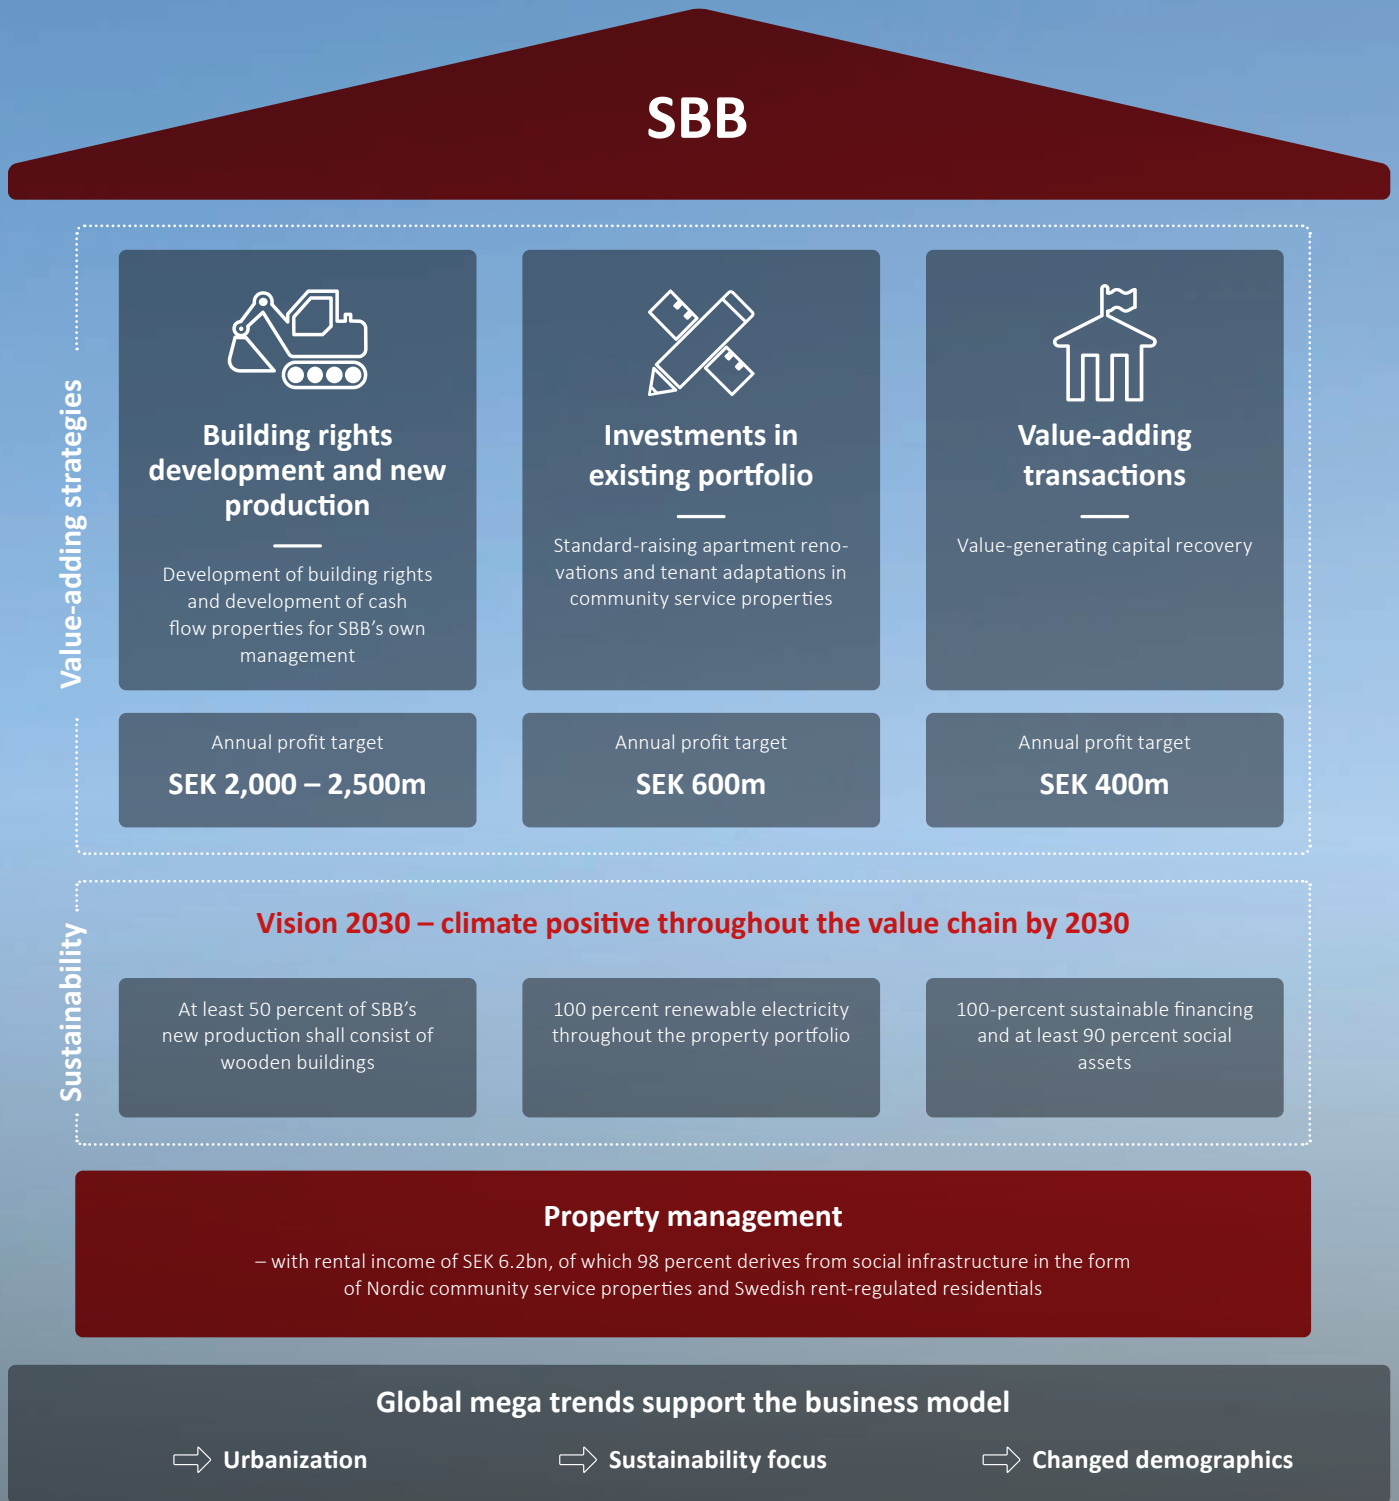 SBB
Value-adding strategies
Building rights
development and new
production
Development of building rights
and development of cash
flow properties for SBB’s own
management
Investments in
existing portfolio
Standard-raising apartment reno-
vations and tenant adaptations in
community service properties
Value-adding
transactions
Value-generating capital recovery
Annual profit target
SEK 2,000 – 2,500m
Annual profit target
SEK 600m
Annual profit target
SEK 400m
Sustainability
Vision 2030 – climate positive throughout the value chain by 2030
At least 50 percent of SBB’s
new production shall consist of
wooden buildings
100 percent renewable electricity
throughout the property portfolio
100-percent sustainable financing
and at least 90 percent social
assets
Property management
– with rental income of SEK 6.2bn, of which 98 percent derives from social infrastructure in the form
of Nordic community service properties and Swedish rent-regulated residentials
Global mega trends support the business model
Urbanization
Sustainability focus
Changed demographics